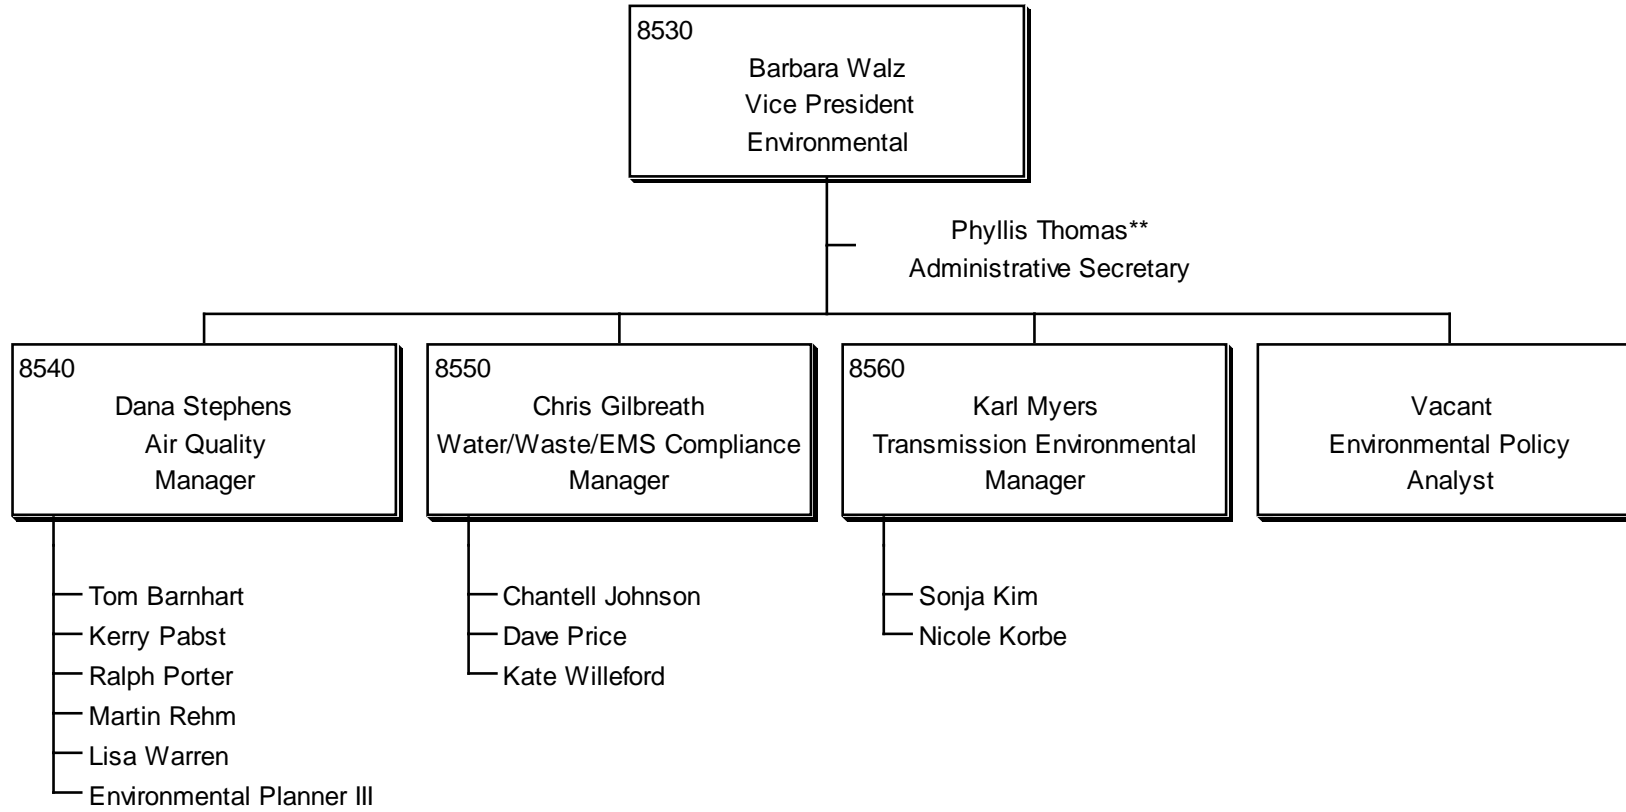 8530
Barbara Walz
Vice President
Environmental
Phyllis Thomas**
Administrative Secretary
8540
Dana Stephens
Air Quality
Manager
8550
Chris Gilbreath
Water/Waste/EMS Compliance
Manager
8560
Karl Myers
Transmission Environmental
Manager
Vacant
Environmental Policy
Analyst
Tom Barnhart
Kerry Pabst
Ralph Porter
Martin Rehm
Lisa Warren
Environmental Planner III
Chantell Johnson
Dave Price
Kate Willeford
Sonja Kim
Nicole Korbe